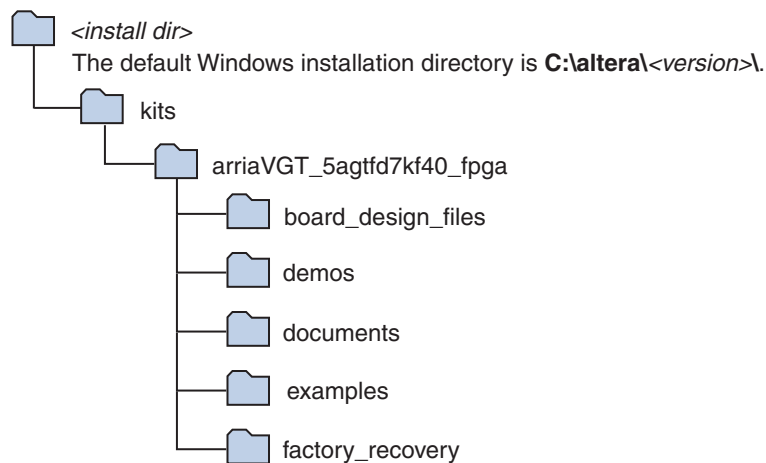 <install dir>
The default Windows installation directory is C:\altera\<version>\.
kits
arriaVGT_5agtfd7kf40_fpga
board_design_files
demos
documents
examples
factory_recovery